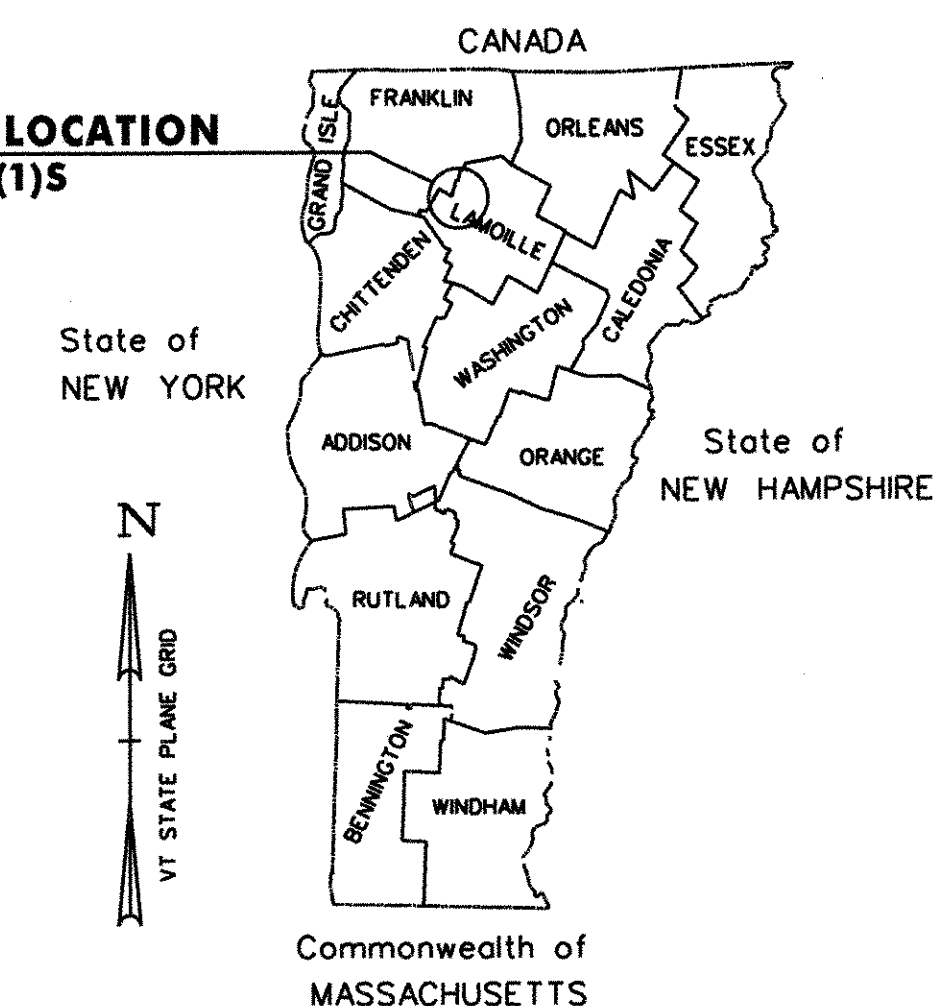 CANADA
FRANKLIN
GRAND ISLE
ORLEANS
ESSEX
LOCATION
(1)S
LAMOILLE
CHITTENDEN
CALEDONIA
WASHINGTON
State of
NEW YORK
ADDISON
ORANGE
State of
NEW HAMPSHIRE
N
VT STATE PLANE GRID
RUTLAND
WINDSOR
BENNINGTON
WINDHAM
Commonwealth of
MASSACHUSETTS